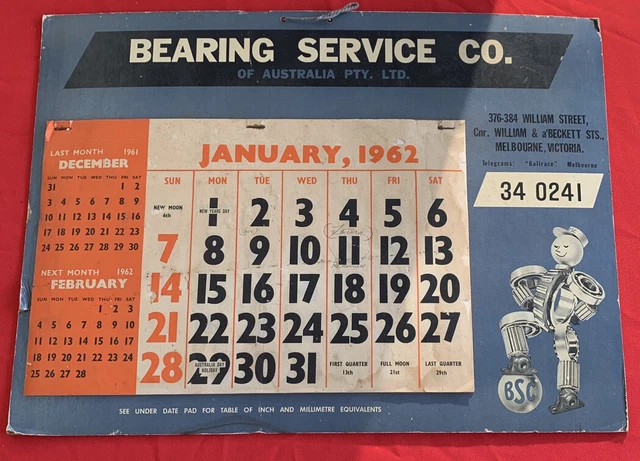 BEARING SERVICE CO.
OF AUSTRALIA PTY. LTD.
376-384 WILLIAM STREET,
Cnr. WILLIAM & a'BECKETT STS.,
MELBOURNE, VICTORIA.
Telegrams: "Balltrace" Melbourne
34 0241
LAST MONTH 1961
DECEMBER
SUN MON TUE WED THU FRI SAT
31 1 2
3 4 5 6 7 8 9
10 11 12 13 14 15 16
17 18 19 20 21 22 23
24 25 26 27 28 29 30
NEXT MONTH 1962
FEBRUARY
SUN MON TUE WED THU FRI SAT
1 2 3
4 5 6 7 8 9 10
11 12 13 14 15 16 17
18 19 20 21 22 23 24
25 26 27 28
JANUARY, 1962
SUN MON TUE WED THU FRI SAT
NEW MOON
6th
NEW YEARS DAY
1 2 3 4 5 6
7 8 9 10 11 12 13
14 15 16 17 18 19 20
21 22 23 24 25 26 27
28 29 30 31
AUSTRALIA DAY
HOLIDAY
FIRST QUARTER
13th
FULL MOON
21st
LAST QUARTER
29th
BSC
SEE UNDER DATE PAD FOR TABLE OF INCH AND MILLIMETRE EQUIVALENTS